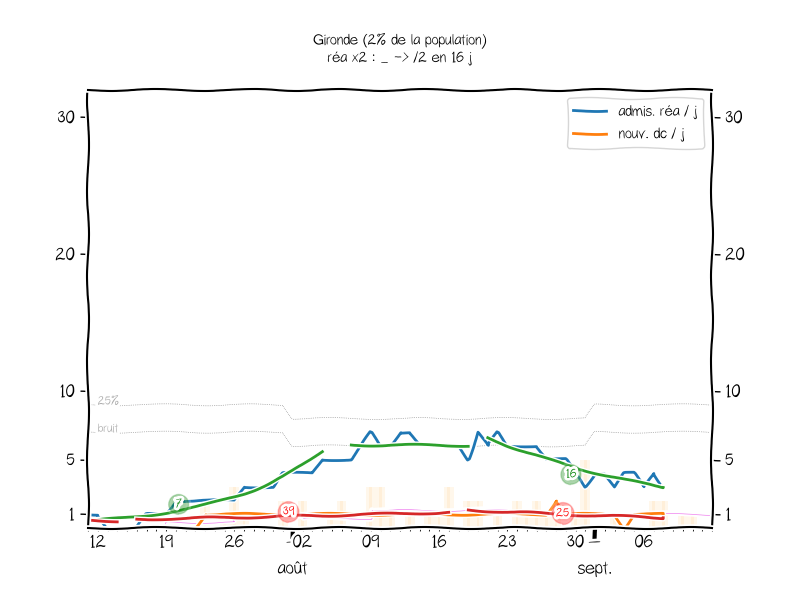 Gironde (2% de la population)
réa x2 : _ -> /2 en 16 j
admis. réa / j
nouv. dc / j
30
30
20
20
10
10
25%
bruit
5
5
16
7
39
25
1
1
12 19 26 02 09 16 23 30 06
août sept.